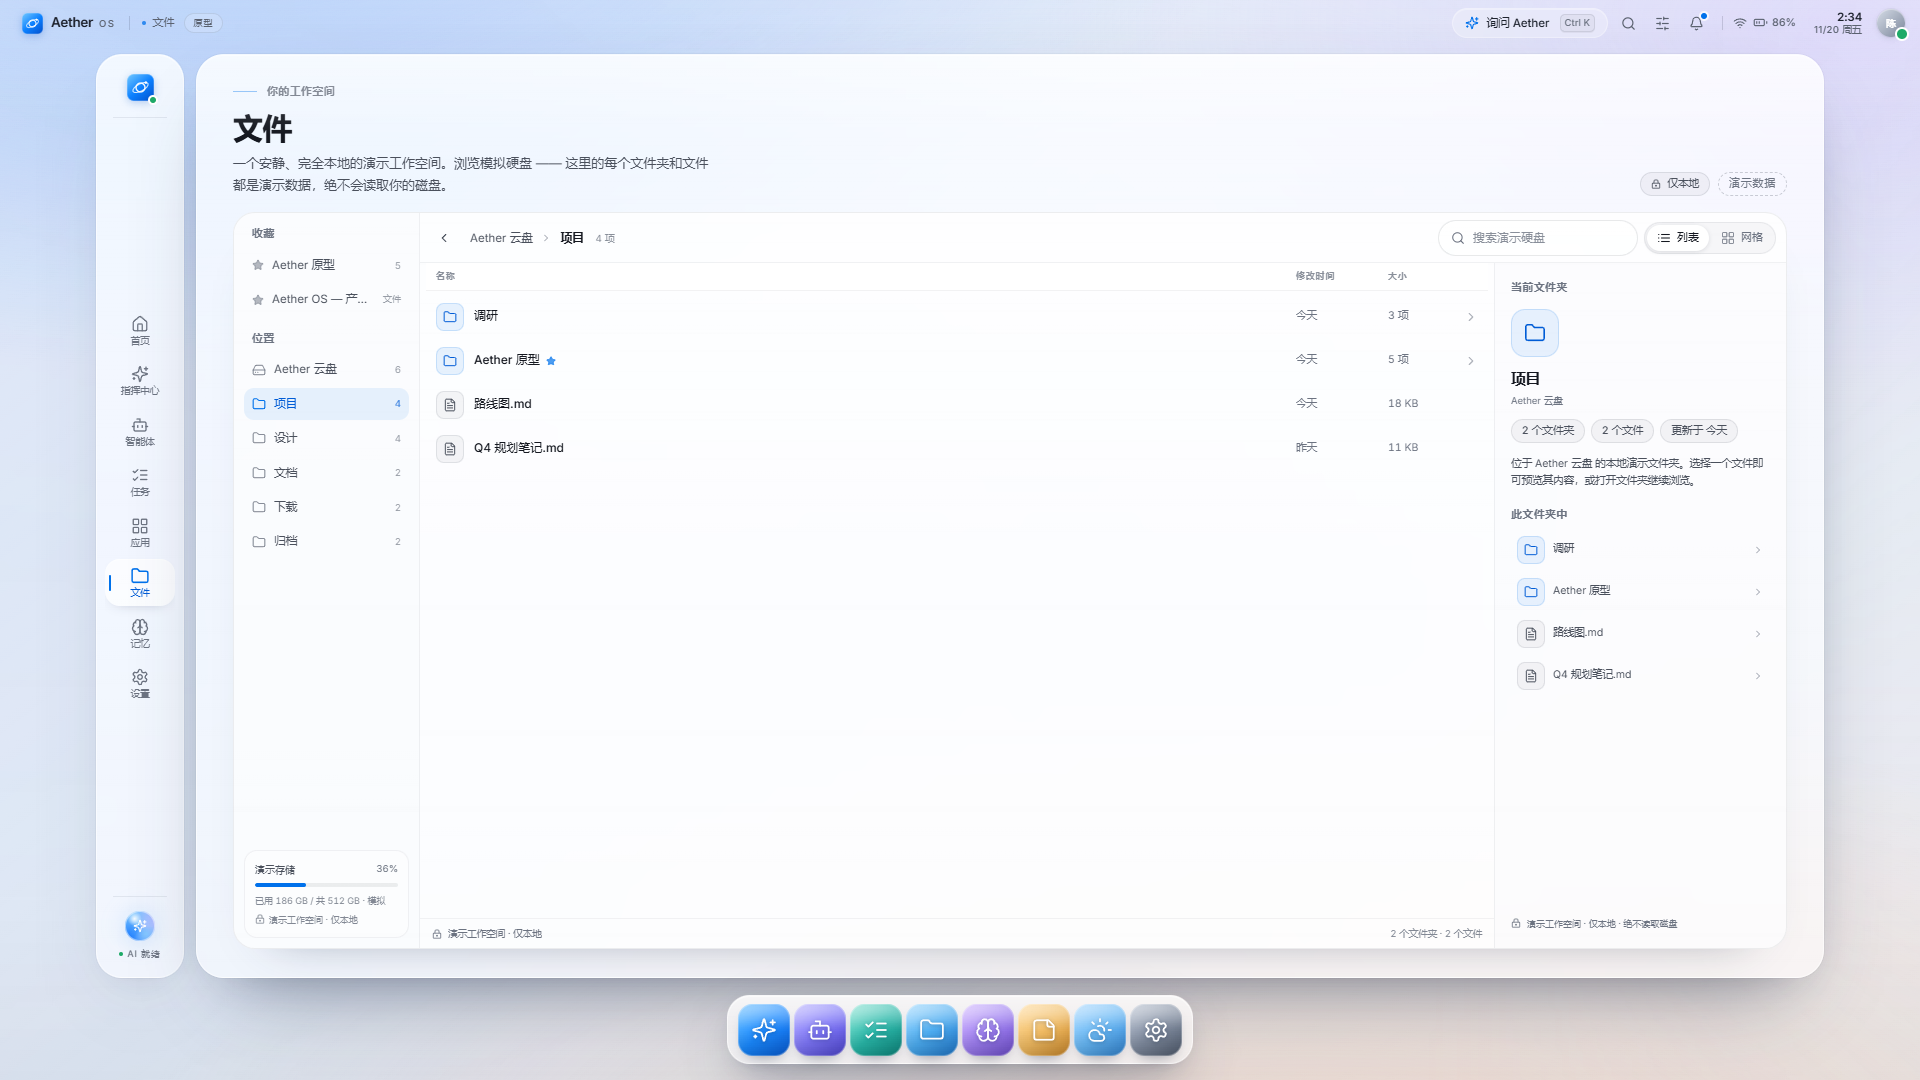 Aether OS
文件
原型
询问 Aether
Ctrl K
86%
2:34
11/20 周五
陈
首页
指挥中心
智能体
任务
应用
文件
记忆
设置
AI 就绪
你的工作空间
文件
一个安静、完全本地的演示工作空间。浏览模拟硬盘 —— 这里的每个文件夹和文件
都是演示数据，绝不会读取你的磁盘。
仅本地
演示数据
收藏
Aether 原型 5
Aether OS — 产... 文件
位置
Aether 云盘 6
项目 4
设计 4
文档 2
下载 2
归档 2
演示存储 36%
已用 186 GB / 共 512 GB · 模拟
演示工作空间 · 仅本地
Aether 云盘
项目
4 项
搜索演示硬盘
列表
网格
名称 修改时间 大小
调研 今天 3 项
Aether 原型 今天 5 项
路线图.md 今天 18 KB
Q4 规划笔记.md 昨天 11 KB
演示工作空间 · 仅本地
2 个文件夹 · 2 个文件
当前文件夹
项目
Aether 云盘
2 个文件夹
2 个文件
更新于 今天
位于 Aether 云盘 的本地演示文件夹。选择一个文件即
可预览其内容，或打开文件夹继续浏览。
此文件夹中
调研
Aether 原型
路线图.md
Q4 规划笔记.md
演示工作空间 · 仅本地 · 绝不读取磁盘